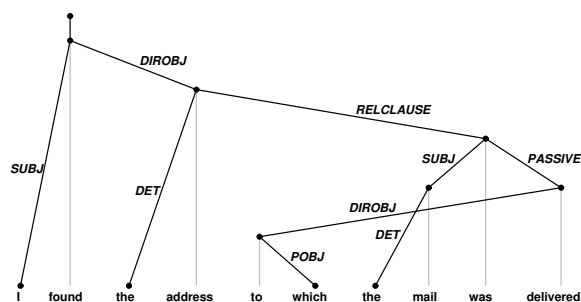 DIROBJ
RELCLAUSE
SUBJ SUBJ PASSIVE
DET DIROBJ
DET
POBJ
I found the address to which the mail was delivered